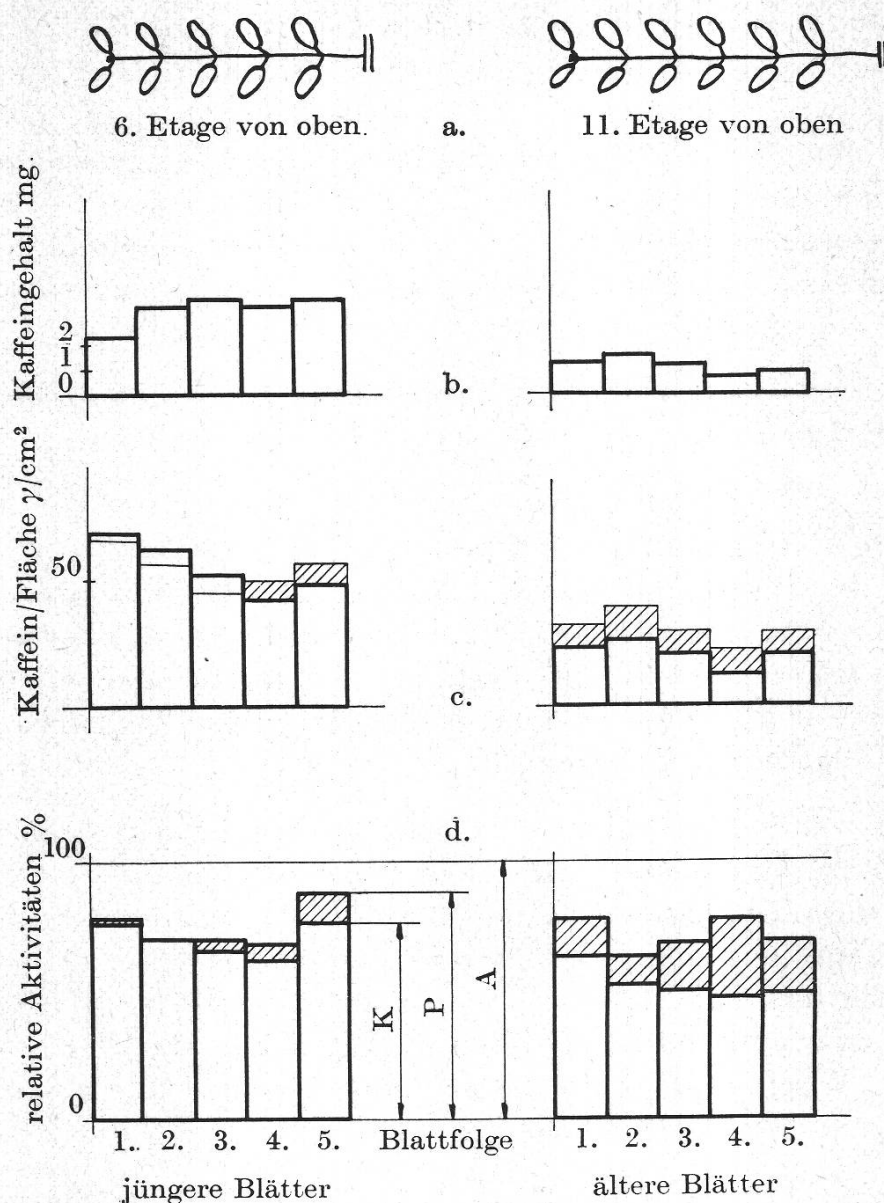 6. Etage von oben.
a.
11. Etage von oben
Kaffeingehalt mg.
2
1
0
b.
Kaffein/Fläche γ/cm²
50
c.
relative Aktivitäten %
100
d.
K
P
A
0
1. 2. 3. 4. 5. Blattfolge 1. 2. 3. 4. 5.
jüngere Blätter
ältere Blätter